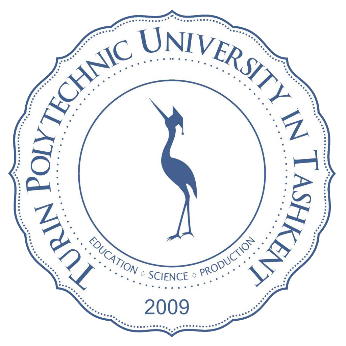 TURIN POLYTECHNIC UNIVERSITY IN TASHKENT
EDUCATION ◦ SCIENCE ◦ PRODUCTION
2009